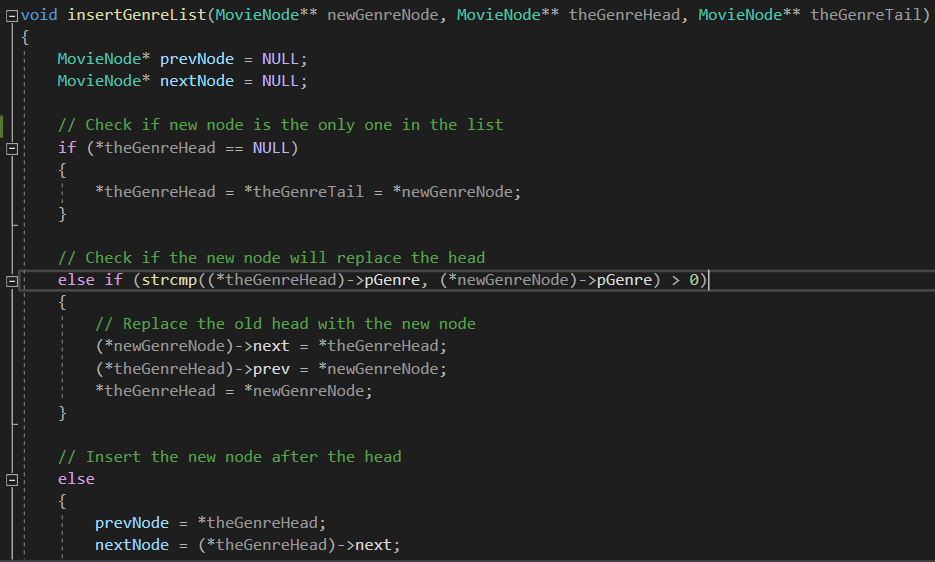 void insertGenreList(MovieNode** newGenreNode, MovieNode** theGenreHead, MovieNode** theGenreTail)
{
    MovieNode* prevNode = NULL;
    MovieNode* nextNode = NULL;

    // Check if new node is the only one in the list
    if (*theGenreHead == NULL)
    {
        *theGenreHead = *theGenreTail = *newGenreNode;
    }

    // Check if the new node will replace the head
    else if (strcmp((*theGenreHead)->pGenre, (*newGenreNode)->pGenre) > 0)
    {
        // Replace the old head with the new node
        (*newGenreNode)->next = *theGenreHead;
        (*theGenreHead)->prev = *newGenreNode;
        *theGenreHead = *newGenreNode;
    }

    // Insert the new node after the head
    else
    {
        prevNode = *theGenreHead;
        nextNode = (*theGenreHead)->next;